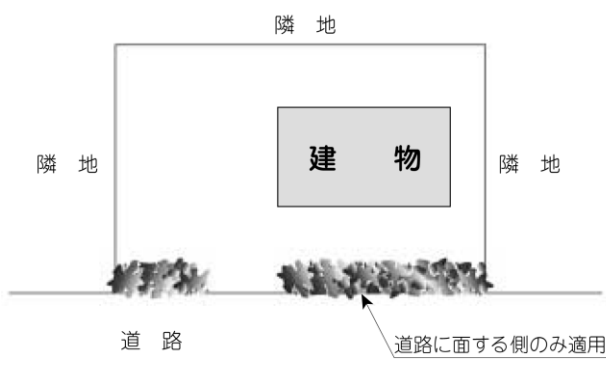 隣 地
隣 地
建 物
隣 地
道 路
道路に面する側のみ適用